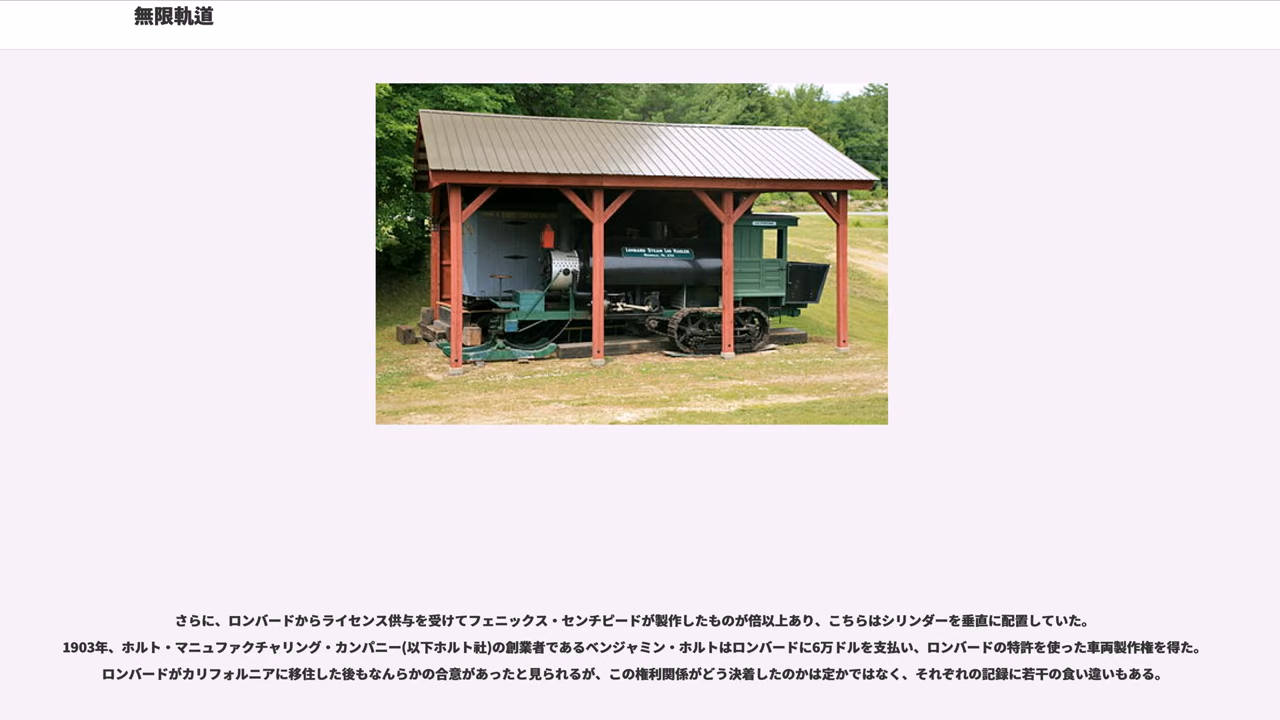 無限軌道
LOMBARD STEAM LOG HAULER
さらに、ロンバードからライセンス供与を受けてフェニックス・センチピードが製作したものが倍以上あり、こちらはシリンダーを垂直に配置していた。
1903年、ホルト・マニュファクチャリング・カンパニー(以下ホルト社)の創業者であるベンジャミン・ホルトはロンバードに6万ドルを支払い、ロンバードの特許を使った車両製作権を得た。
ロンバードがカリフォルニアに移住した後もなんらかの合意があったと見られるが、この権利関係がどう決着したのかは定かではなく、それぞれの記録に若干の食い違いもある。